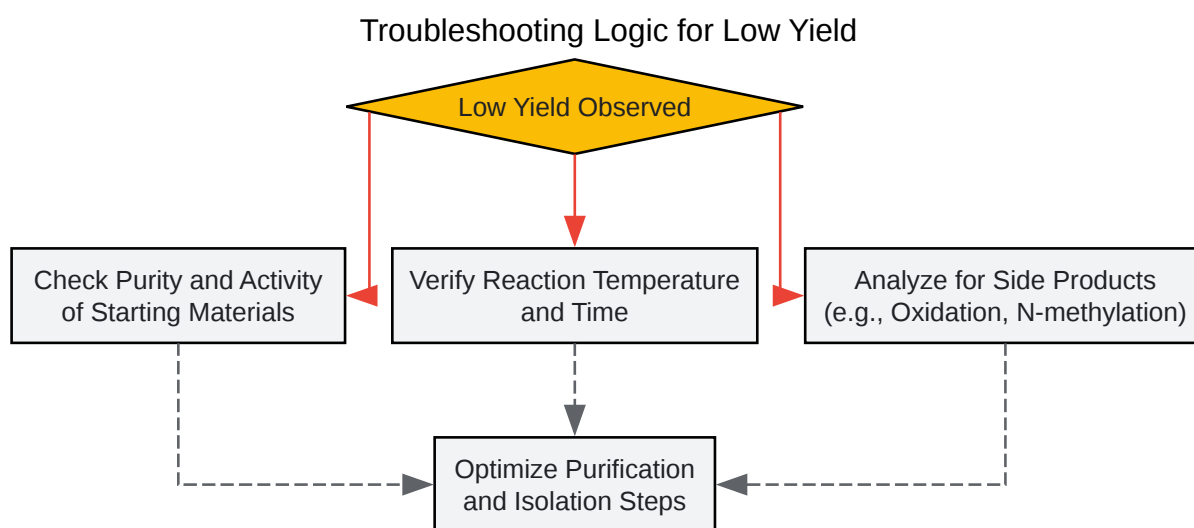 Troubleshooting Logic for Low Yield
Low Yield Observed
Check Purity and Activity
of Starting Materials
Verify Reaction Temperature
and Time
Analyze for Side Products
(e.g., Oxidation, N-methylation)
Optimize Purification
and Isolation Steps